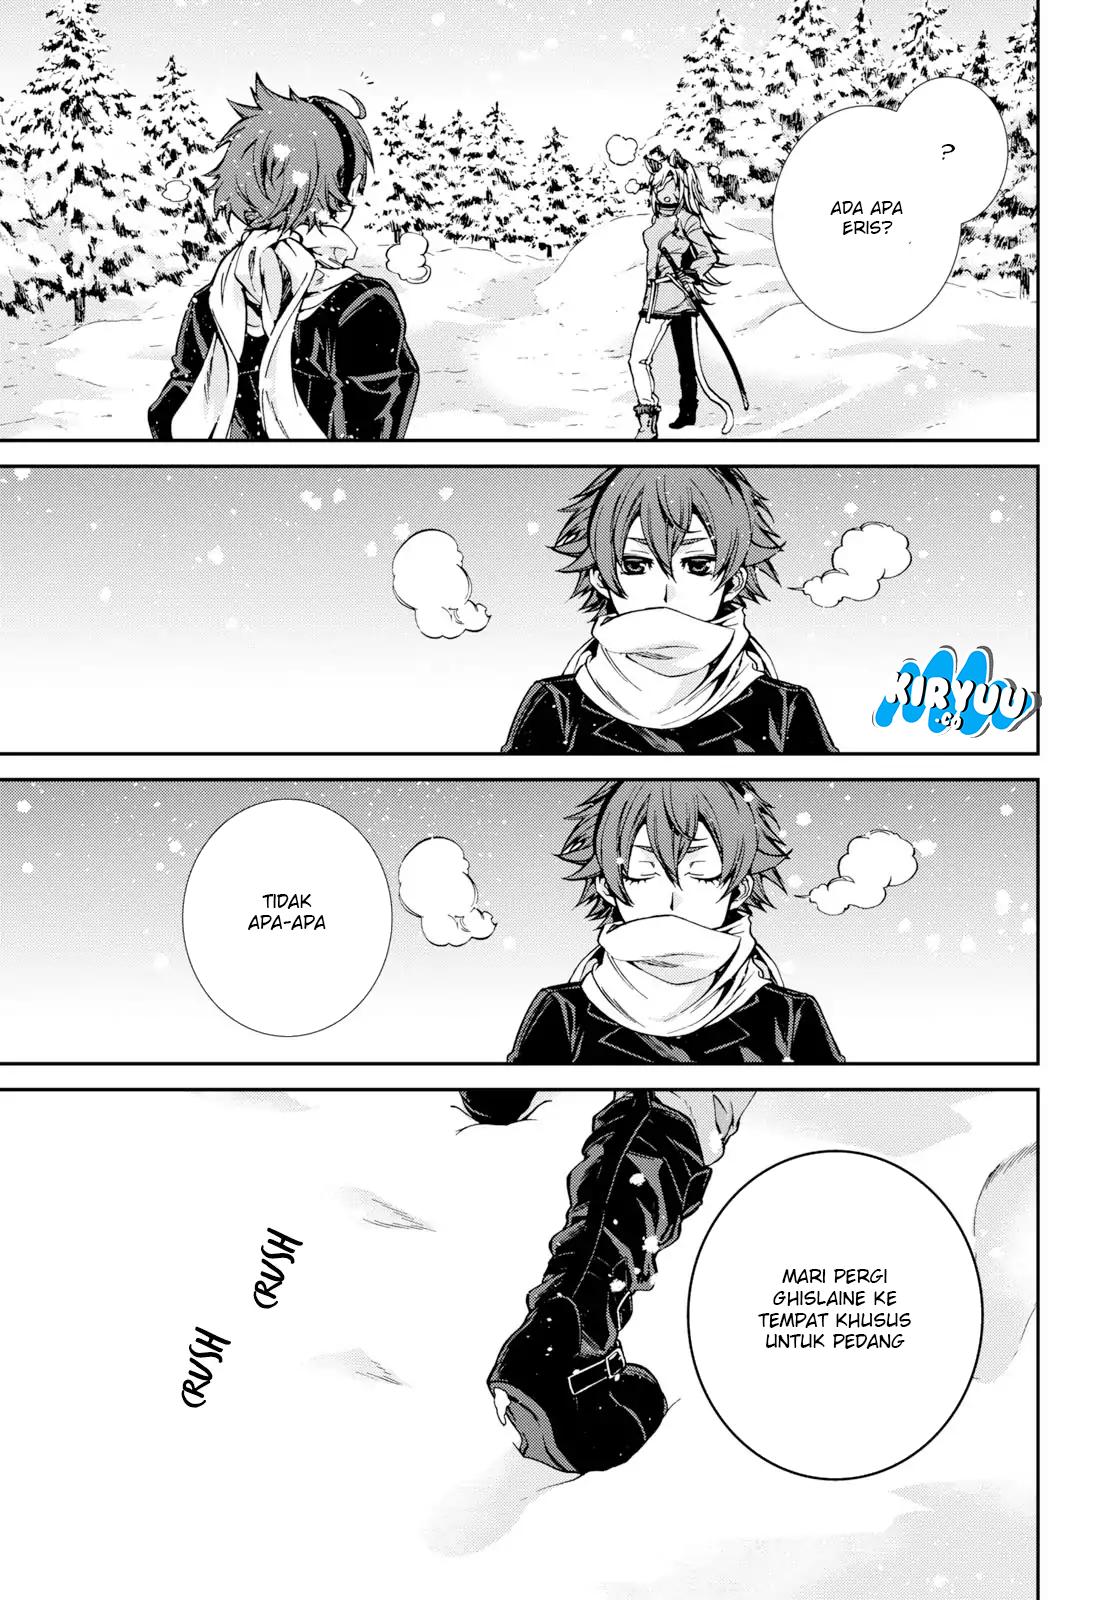 ?
ADA APA
ERIS?
KIRYUU
.CO
TIDAK
APA-APA
MARI PERGI
GHISLAINE KE
TEMPAT KHUSUS
UNTUK PEDANG
CRUSH
CRUSH